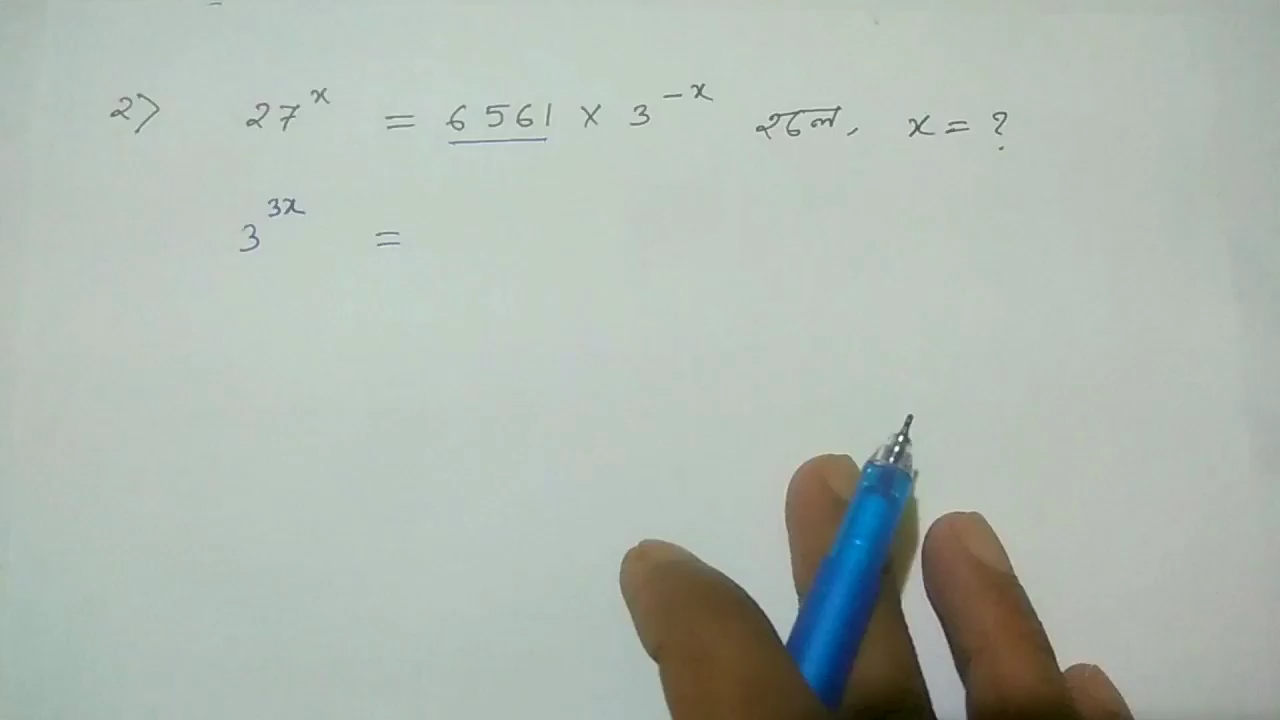 2) 27^x = 6561 × 3^-x হলে, x = ?
3^3x =